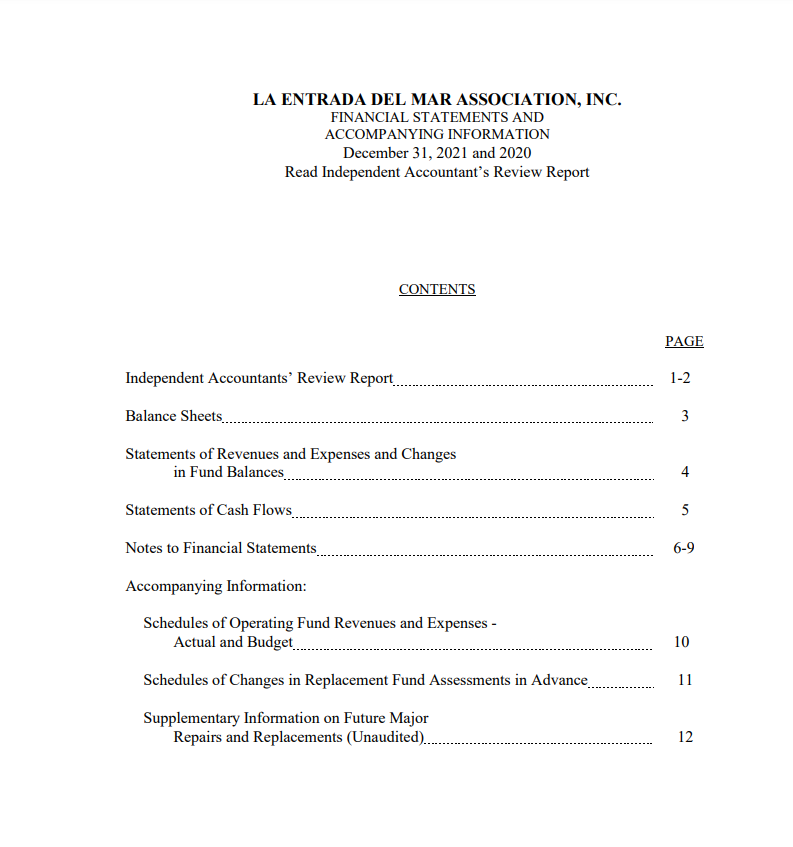 LA ENTRADA DEL MAR ASSOCIATION, INC.
FINANCIAL STATEMENTS AND
ACCOMPANYING INFORMATION
December 31, 2021 and 2020
Read Independent Accountant’s Review Report
CONTENTS
PAGE
Independent Accountants’ Review Report 1-2
Balance Sheets 3
Statements of Revenues and Expenses and Changes
in Fund Balances 4
Statements of Cash Flows 5
Notes to Financial Statements 6-9
Accompanying Information:
Schedules of Operating Fund Revenues and Expenses -
Actual and Budget 10
Schedules of Changes in Replacement Fund Assessments in Advance 11
Supplementary Information on Future Major
Repairs and Replacements (Unaudited) 12